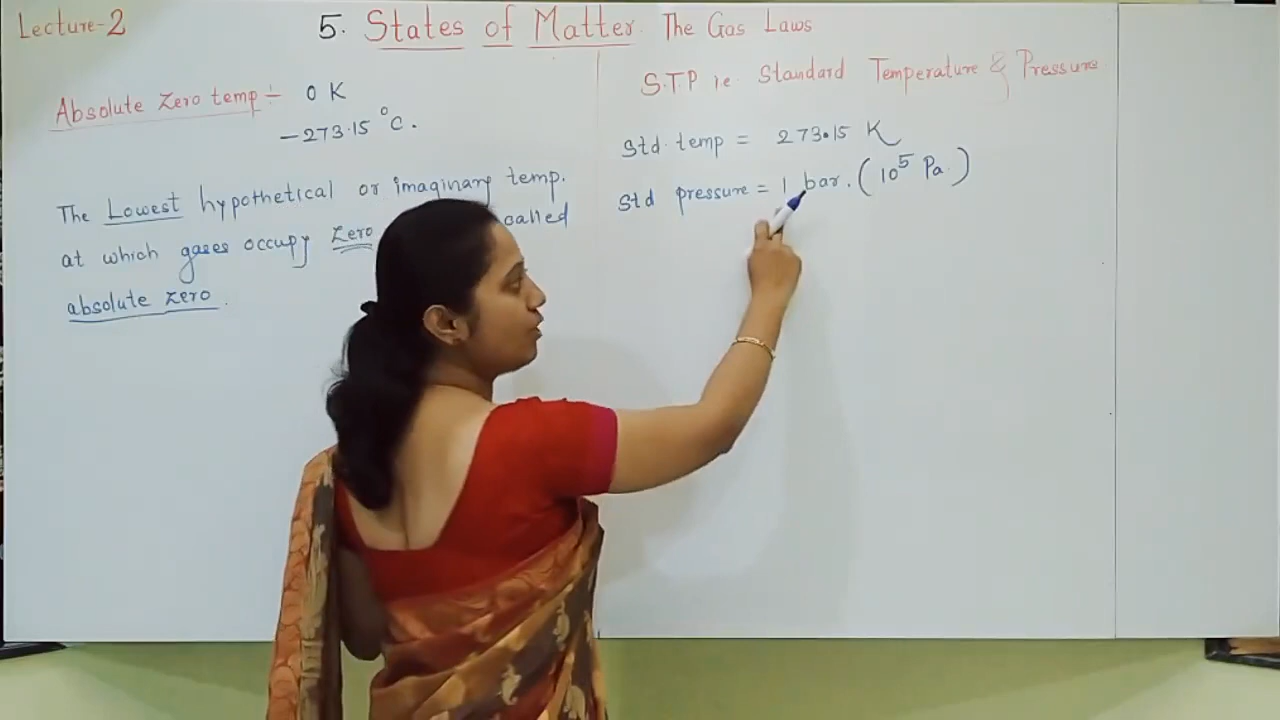 Lecture-2
5. States of Matter The Gas Laws
Absolute Zero temp :- 0 K
-273.15 °C.
The Lowest hypothetical or imaginary temp.
at which gases occupy Zero called
absolute zero.
S.T.P ie. Standard Temperature & Pressure
Std. temp = 273.15 K
Std pressure = 1 bar. (10⁵ Pa)